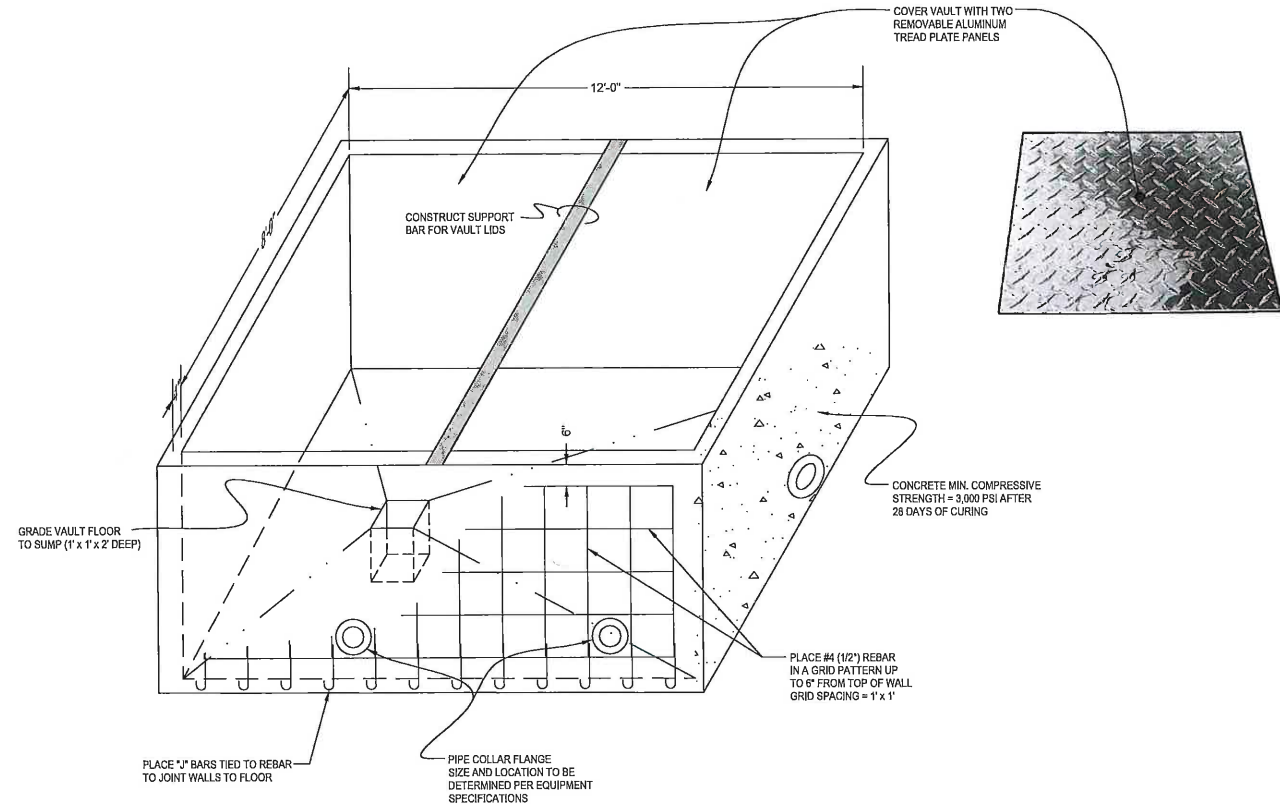 COVER VAULT WITH TWO
REMOVABLE ALUMINUM
TREAD PLATE PANELS
12'-0"
CONSTRUCT SUPPORT
BAR FOR VAULT LIDS
6"
CONCRETE MIN. COMPRESSIVE
STRENGTH = 3,000 PSI AFTER
28 DAYS OF CURING
GRADE VAULT FLOOR
TO SUMP (1' x 1' x 2' DEEP)
PLACE #4 (1/2") REBAR
IN A GRID PATTERN UP
TO 6" FROM TOP OF WALL
GRID SPACING = 1' x 1'
PLACE "J" BARS TIED TO REBAR
TO JOINT WALLS TO FLOOR
PIPE COLLAR FLANGE
SIZE AND LOCATION TO BE
DETERMINED PER EQUIPMENT
SPECIFICATIONS